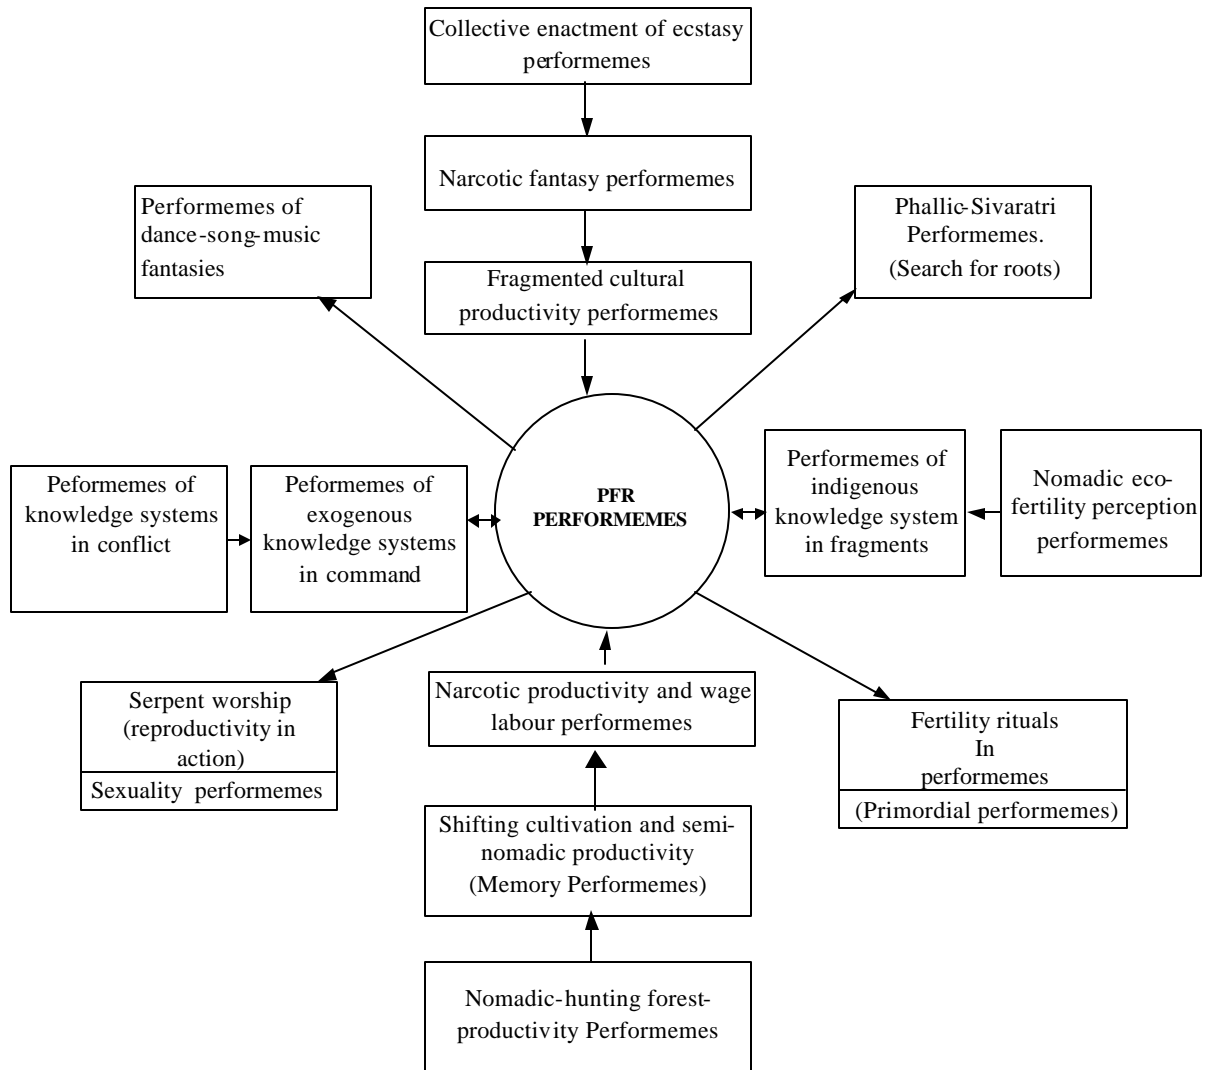 Collective enactment of ecstasy
performemes
Narcotic fantasy performemes
Performemes of
dance-song-music
fantasies
Phallic-Sivaratri
Performemes.
(Search for roots)
Fragmented cultural
productivity performemes
Peformemes of
knowledge systems
in conflict
Peformemes of
exogenous
knowledge systems
in command
PFR
PERFORMEMES
Performemes of
indigenous
knowledge system
in fragments
Nomadic eco-
fertility perception
performemes
Serpent worship
(reproductivity in
action)
Sexuality performemes
Narcotic productivity and wage
labour performemes
Fertility rituals
In
performemes
(Primordial performemes)
Shifting cultivation and semi-
nomadic productivity
(Memory Performemes)
Nomadic-hunting forest-
productivity Performemes